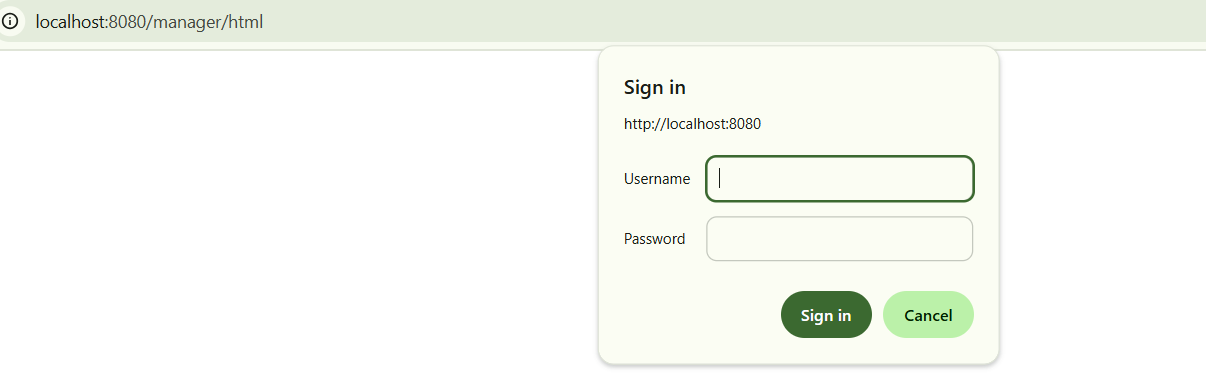 localhost:8080/manager/html
Sign in
http://localhost:8080
Username
Password
Sign in Cancel